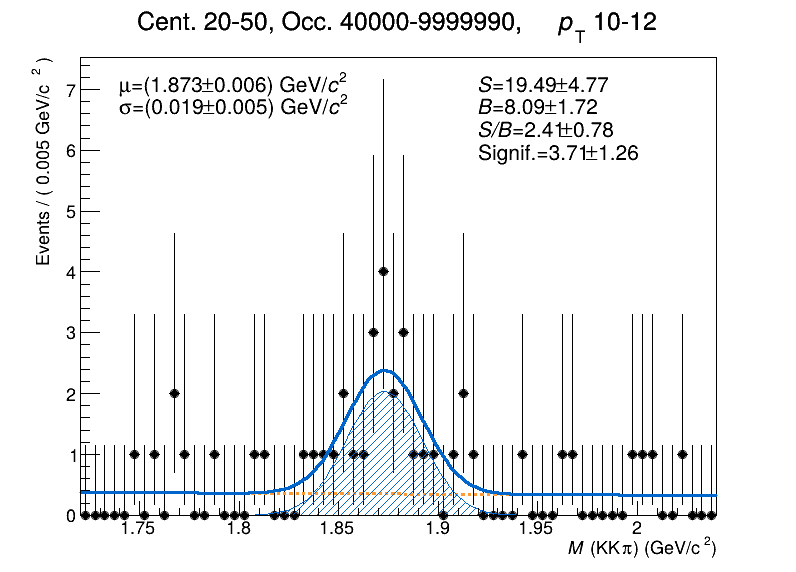 Cent. 20-50, Occ. 40000-9999990, p_T 10-12
Events / ( 0.005 GeV/c^2 )
μ=(1.873±0.006) GeV/c^2
σ=(0.019±0.005) GeV/c^2
S=19.49±4.77
B=8.09±1.72
S/B=2.41±0.78
Signif.=3.71±1.26
7
6
5
4
3
2
1
0
1.75 1.8 1.85 1.9 1.95 2
M (KKπ) (GeV/c^2)